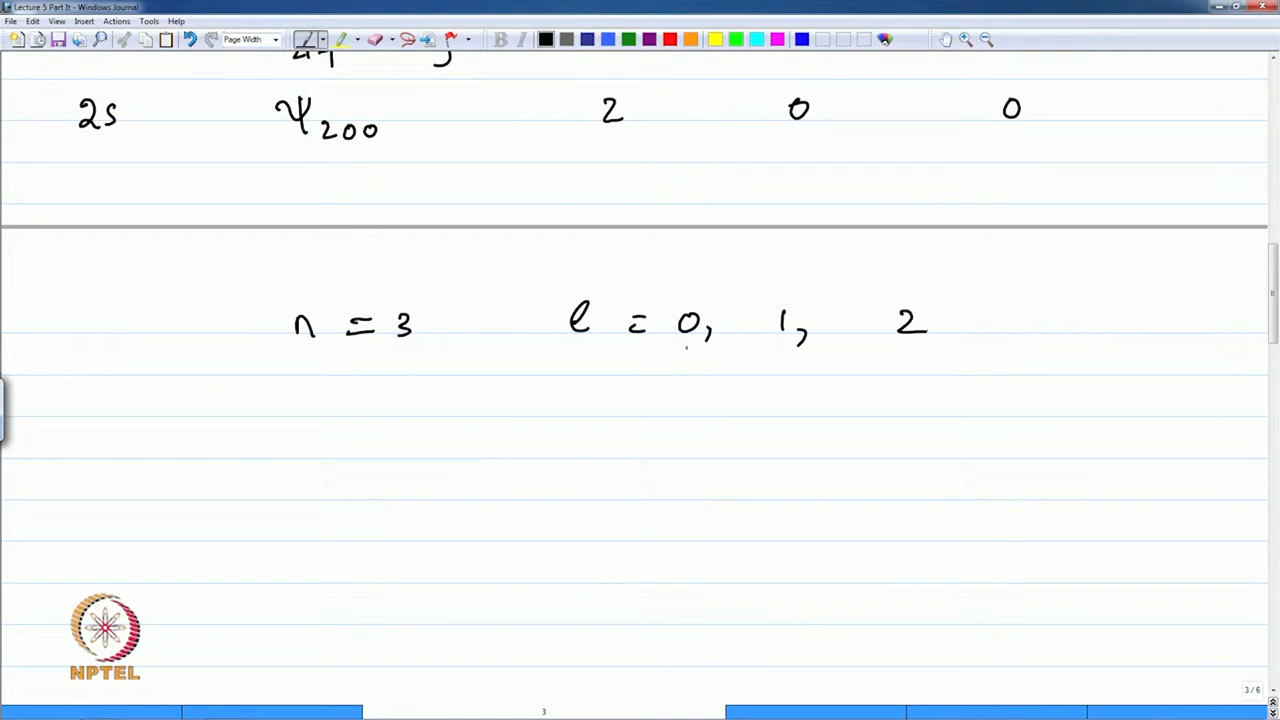 Lecture 5 Part II - Windows Journal
File Edit View Insert Actions Tools Help
Page Width
2s ψ200 2 0 0
n = 3 l = 0, 1, 2
NPTEL
3 / 6
3